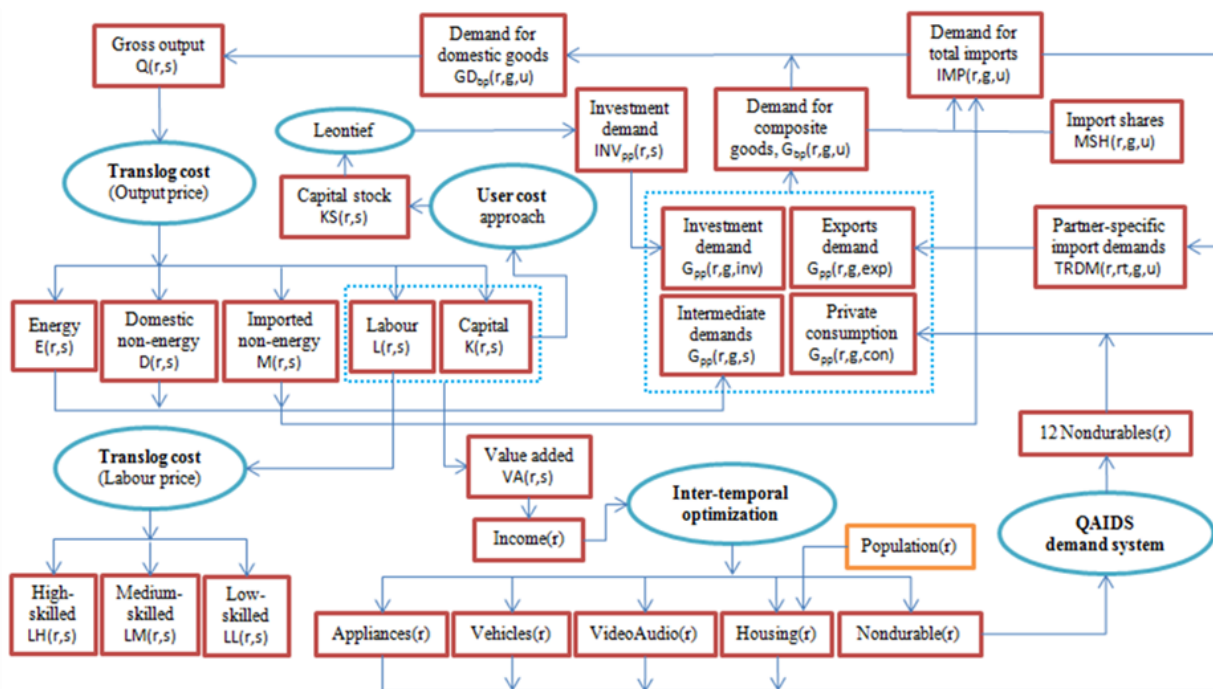 Gross output
Q(r,s)
Demand for
domestic goods
GDbp(r,g,u)
Demand for
total imports
IMP(r,g,u)
Leontief
Investment
demand
INVpp(r,s)
Demand for
composite
goods, Gbp(r,g,u)
Import shares
MSH(r,g,u)
Translog cost
(Output price)
Capital stock
KS(r,s)
User cost
approach
Investment
demand
Gpp(r,g,inv)
Exports
demand
Gpp(r,g,exp)
Partner-specific
import demands
TRDM(r,rt,g,u)
Energy
E(r,s)
Domestic
non-energy
D(r,s)
Imported
non-energy
M(r,s)
Labour
L(r,s)
Capital
K(r,s)
Intermediate
demands
Gpp(r,g,s)
Private
consumption
Gpp(r,g,con)
Translog cost
(Labour price)
Value added
VA(r,s)
Income(r)
Inter-temporal
optimization
Population(r)
12 Nondurables(r)
QAIDS
demand system
High-
skilled
LH(r,s)
Medium-
skilled
LM(r,s)
Low-
skilled
LL(r,s)
Appliances(r)
Vehicles(r)
VideoAudio(r)
Housing(r)
Nondurable(r)